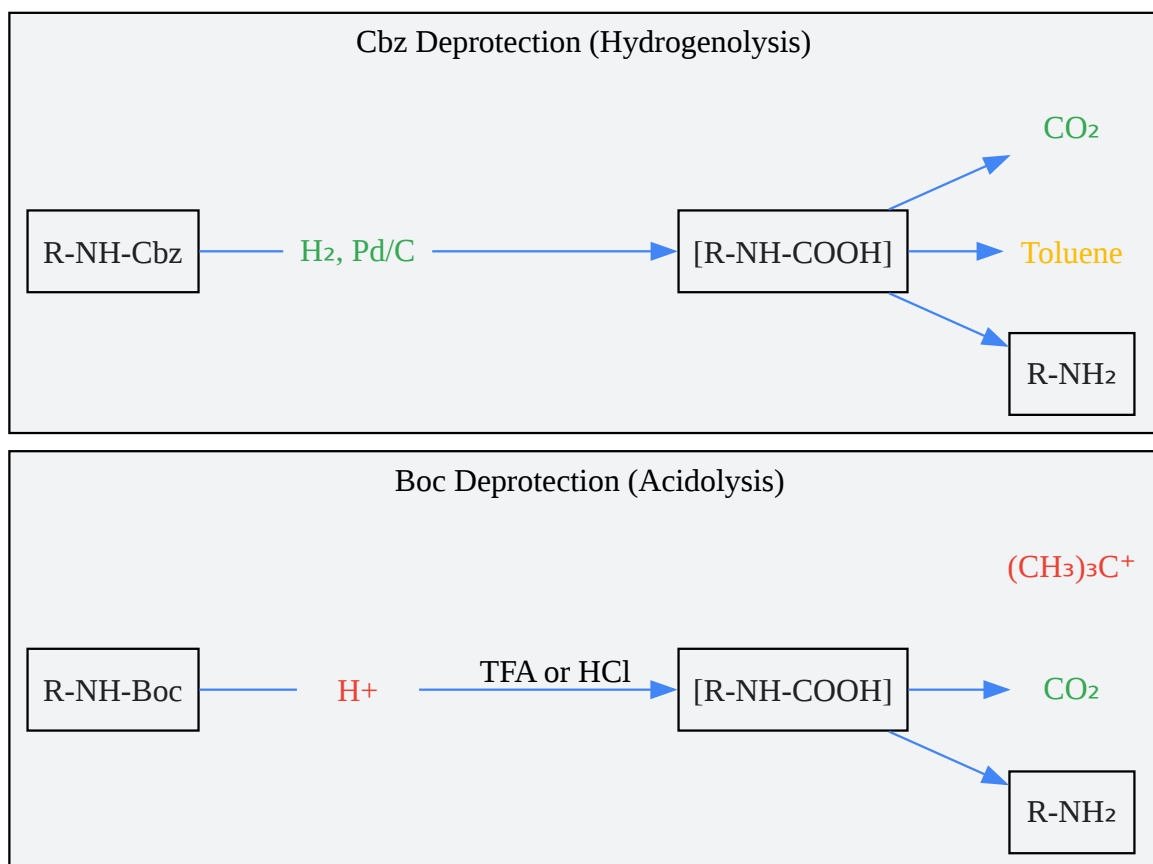 Cbz Deprotection (Hydrogenolysis)
CO₂
R-NH-Cbz
H₂, Pd/C
[R-NH-COOH]
Toluene
R-NH₂
Boc Deprotection (Acidolysis)
(CH₃)₃C⁺
TFA or HCl
R-NH-Boc
H+
[R-NH-COOH]
CO₂
R-NH₂